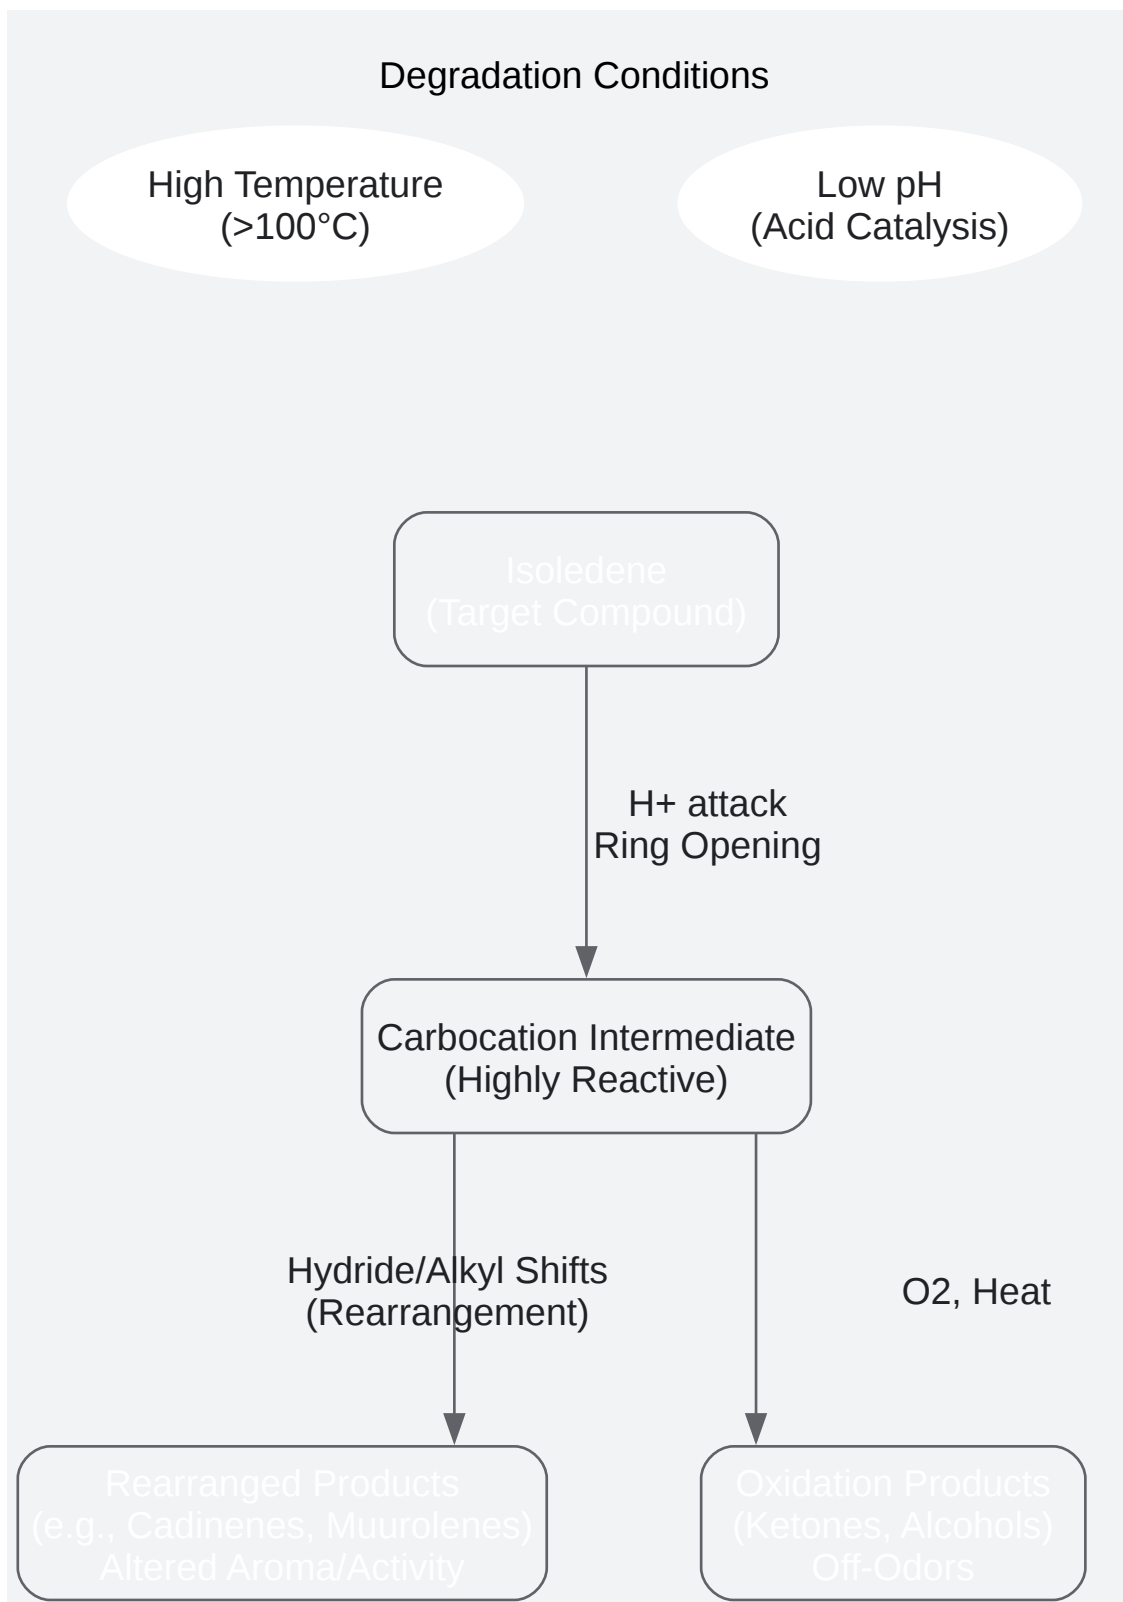 Degradation Conditions
High Temperature
(>100°C)
Low pH
(Acid Catalysis)
Isoledene
(Target Compound)
H+ attack
Ring Opening
Carbocation Intermediate
(Highly Reactive)
Hydride/Alkyl Shifts
(Rearrangement)
O2, Heat
Rearranged Products
(e.g., Cadinenes, Muurolenes)
Altered Aroma/Activity
Oxidation Products
(Ketones, Alcohols)
Off-Odors